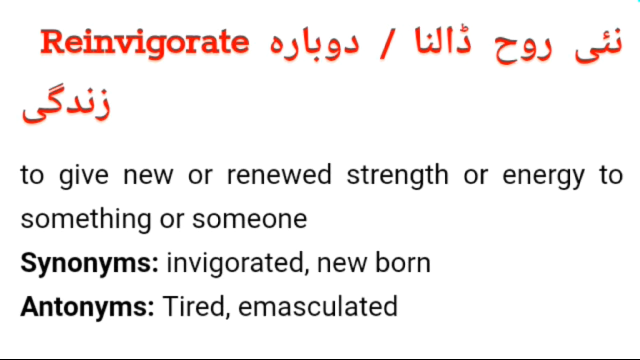 Reinvigorate نئی روح ڈالنا / دوبارہ
زندگی
to give new or renewed strength or energy to
something or someone
Synonyms: invigorated, new born
Antonyms: Tired, emasculated